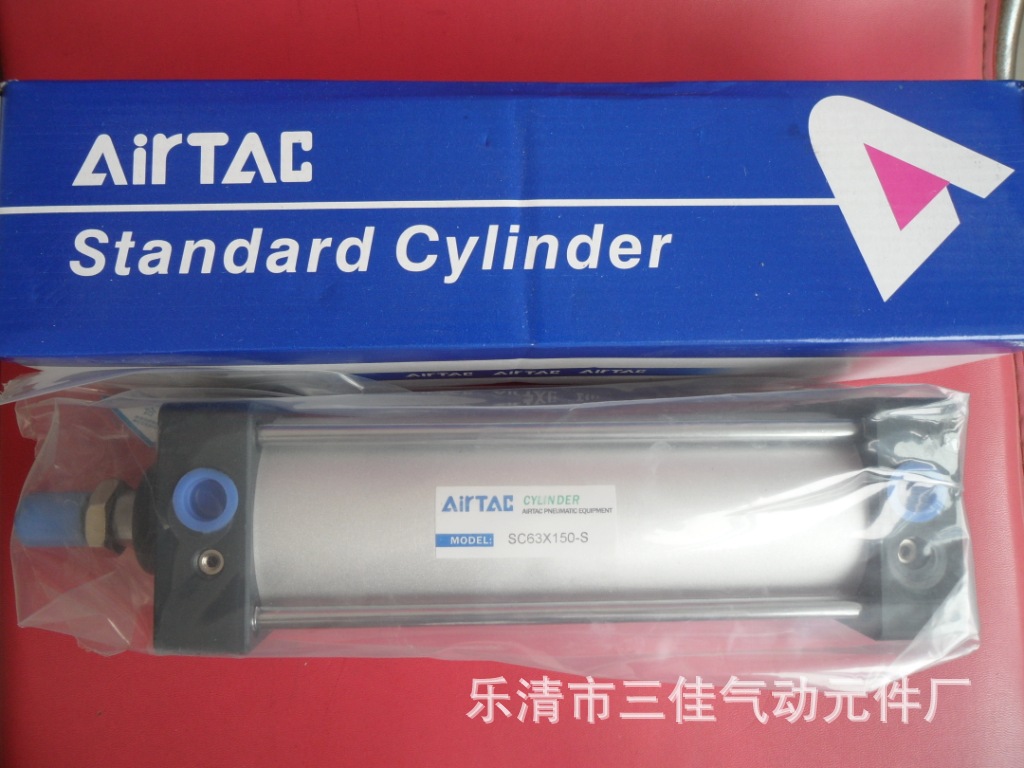 AirTAC
Standard Cylinder
AirTAC AirTAC AirTAC
AirTAC CYLINDER
AIRTAC PNEUMATIC EQUIPMENT
MODEL: SC63X150-S
乐清市三佳气动元件厂